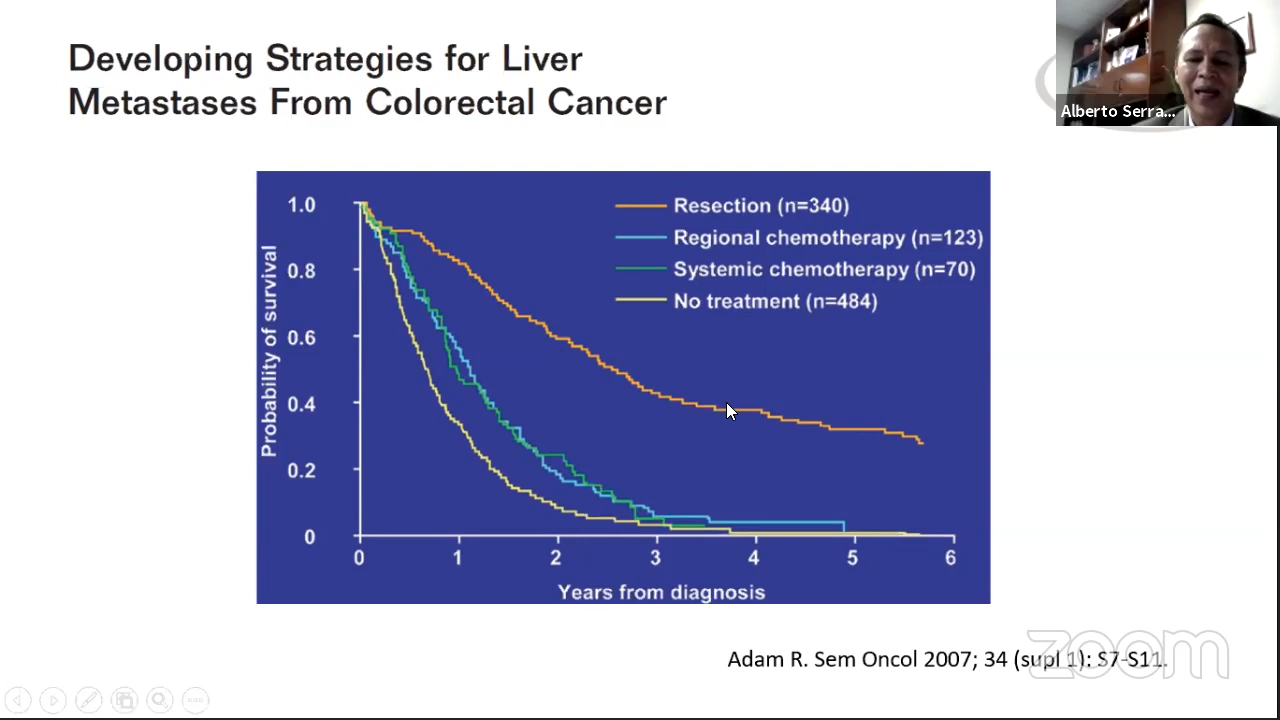 Developing Strategies for Liver
Metastases From Colorectal Cancer
Alberto Serra...
Resection (n=340)
Regional chemotherapy (n=123)
Systemic chemotherapy (n=70)
No treatment (n=484)
Probability of survival
1.0
0.8
0.6
0.4
0.2
0
0 1 2 3 4 5 6
Years from diagnosis
Adam R. Sem Oncol 2007; 34 (supl 1): S7-S11.
zoom